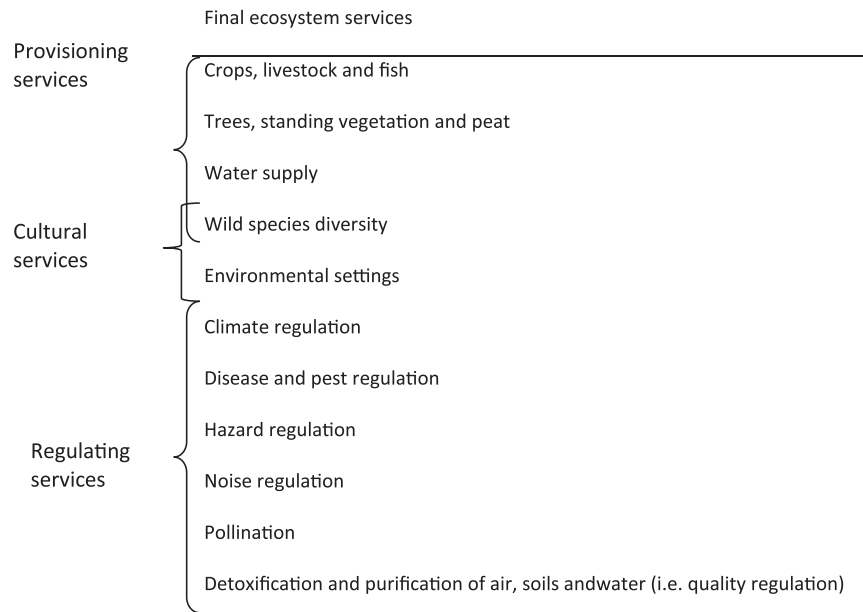 Final ecosystem services
Provisioning
services
Crops, livestock and fish
Trees, standing vegetation and peat
Water supply
Cultural
services
Wild species diversity
Environmental settings
Climate regulation
Disease and pest regulation
Hazard regulation
Regulating
services
Noise regulation
Pollination
Detoxification and purification of air, soils andwater (i.e. quality regulation)